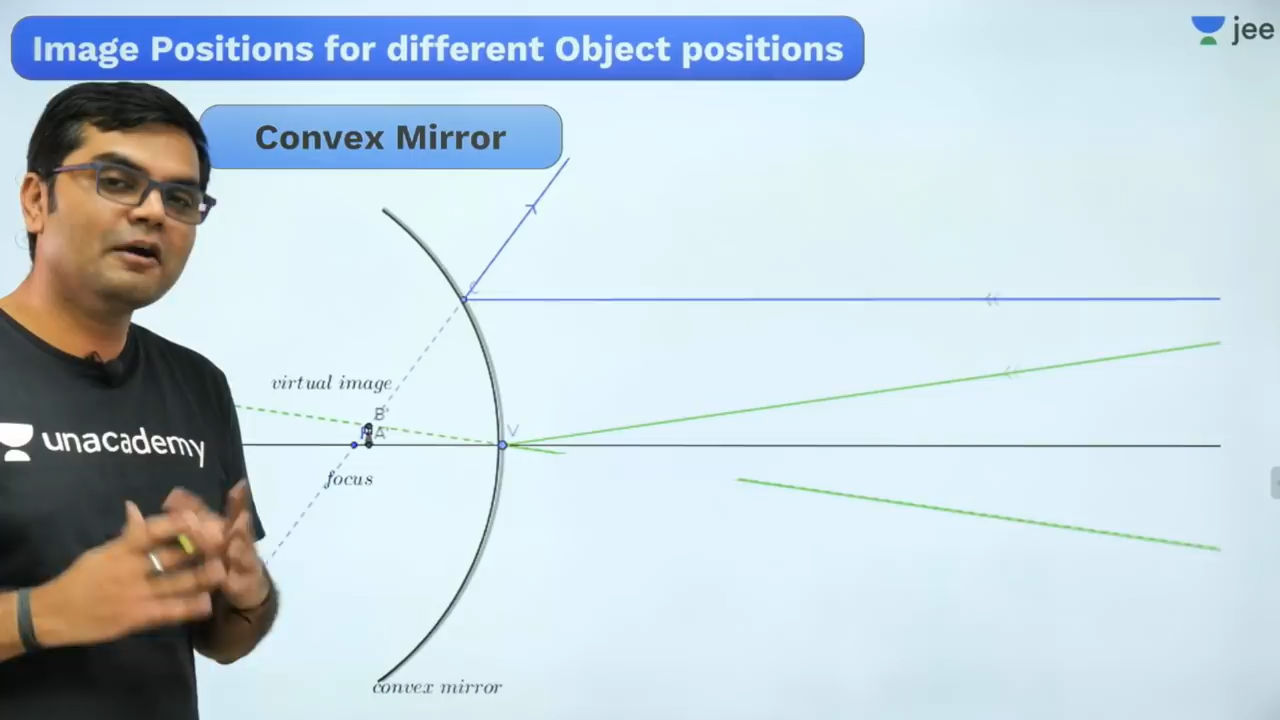 Image Positions for different Object positions
jee
Convex Mirror
virtual image
B'
A'
V
focus
unacademy
convex mirror